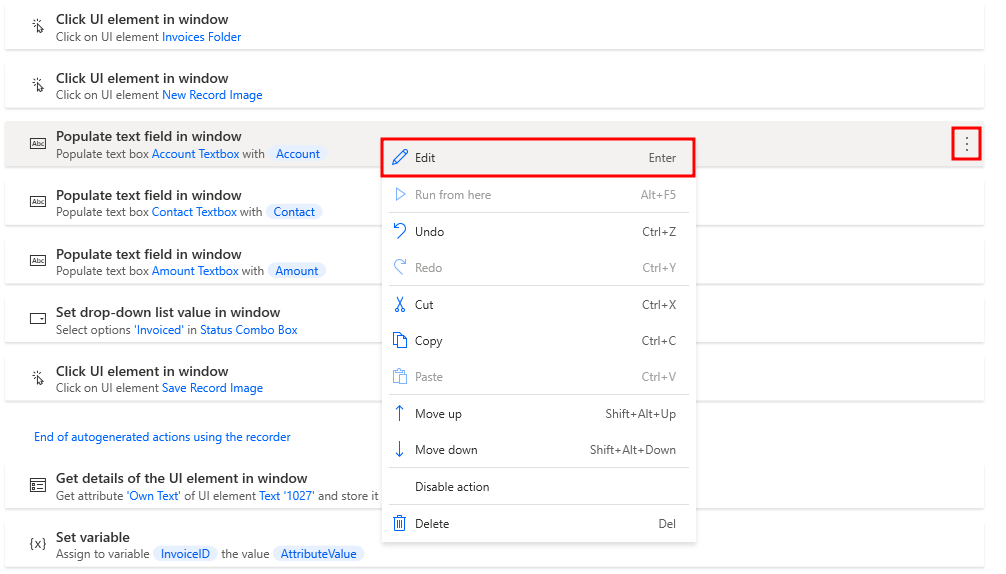 Click UI element in window
Click on UI element Invoices Folder
Click UI element in window
Click on UI element New Record Image
Abc
Populate text field in window
Populate text box Account Textbox with Account
Abc
Populate text field in window
Populate text box Contact Textbox with Contact
Abc
Populate text field in window
Populate text box Amount Textbox with Amount
Set drop-down list value in window
Select options 'Invoiced' in Status Combo Box
Click UI element in window
Click on UI element Save Record Image
End of autogenerated actions using the recorder
Get details of the UI element in window
Get attribute 'Own Text' of UI element Text '1027' and store it
{x}
Set variable
Assign to variable InvoiceID the value AttributeValue
Edit Enter
Run from here Alt+F5
Undo Ctrl+Z
Redo Ctrl+Y
Cut Ctrl+X
Copy Ctrl+C
Paste Ctrl+V
Move up Shift+Alt+Up
Move down Shift+Alt+Down
Disable action
Delete Del